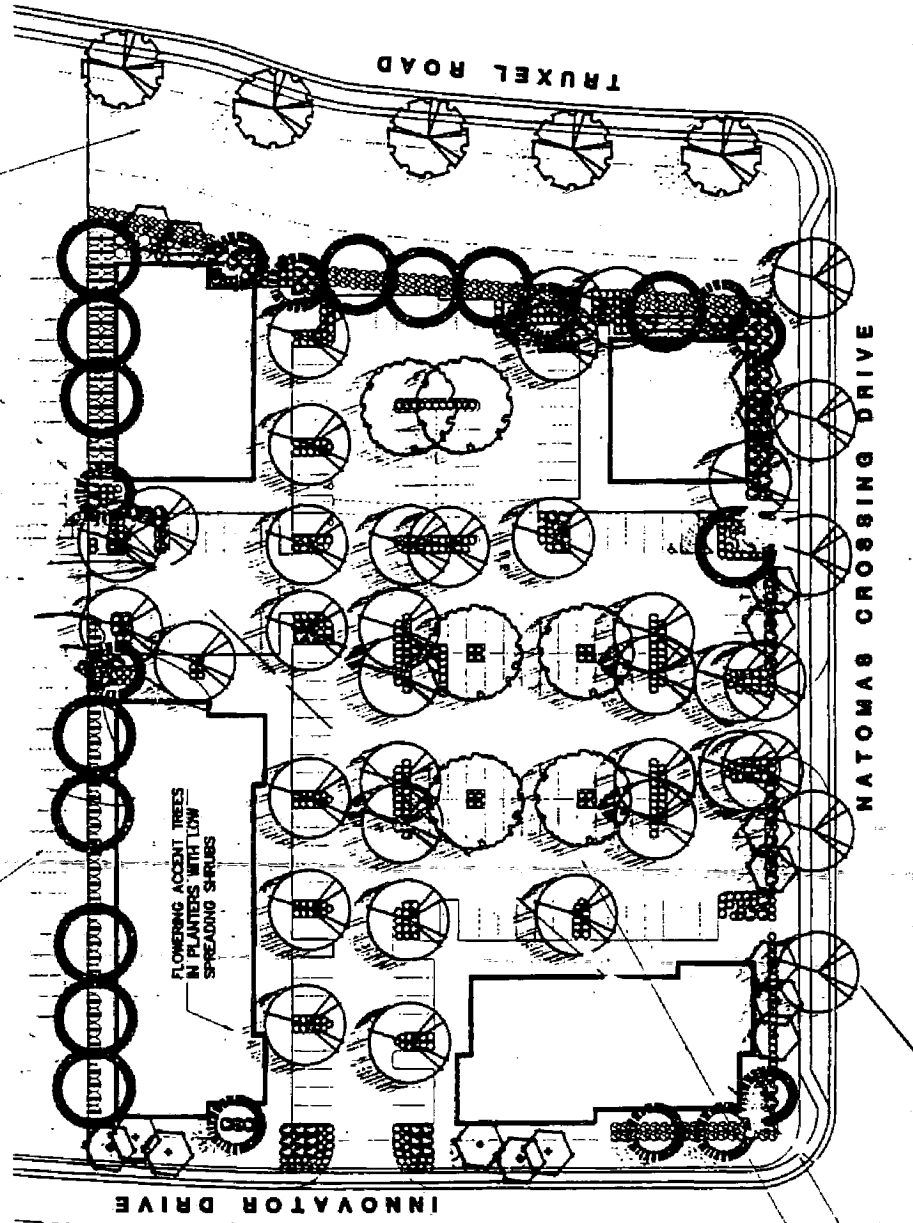 TRUXEL ROAD
NATOMAS CROSSING DRIVE
FLOWERING ACCENT TREES
IN PLANTERS WITH LOW
SPREADING SHRUBS
INNOVATOR DRIVE